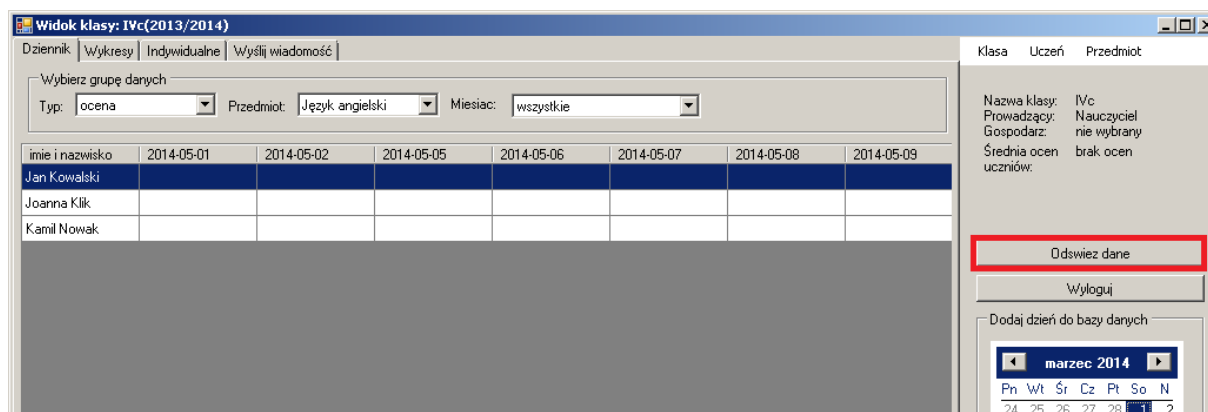 Widok klasy: IVc(2013/2014)
Dziennik Wykresy Indywidualne Wyślij wiadomość
Klasa Uczeń Przedmiot
Wybierz grupę danych
Typ: ocena Przedmiot: Język angielski Miesiac: wszystkie
Nazwa klasy: IVc
Prowadzący: Nauczyciel
Gospodarz: nie wybrany
Średnia ocen brak ocen
uczniów:
imie i nazwisko 2014-05-01 2014-05-02 2014-05-05 2014-05-06 2014-05-07 2014-05-08 2014-05-09
Jan Kowalski
Joanna Klik
Kamil Nowak
Odswiez dane
Wyloguj
Dodaj dzień do bazy danych
marzec 2014
Pn Wt Śr Cz Pt So N
24 25 26 27 28 1 2